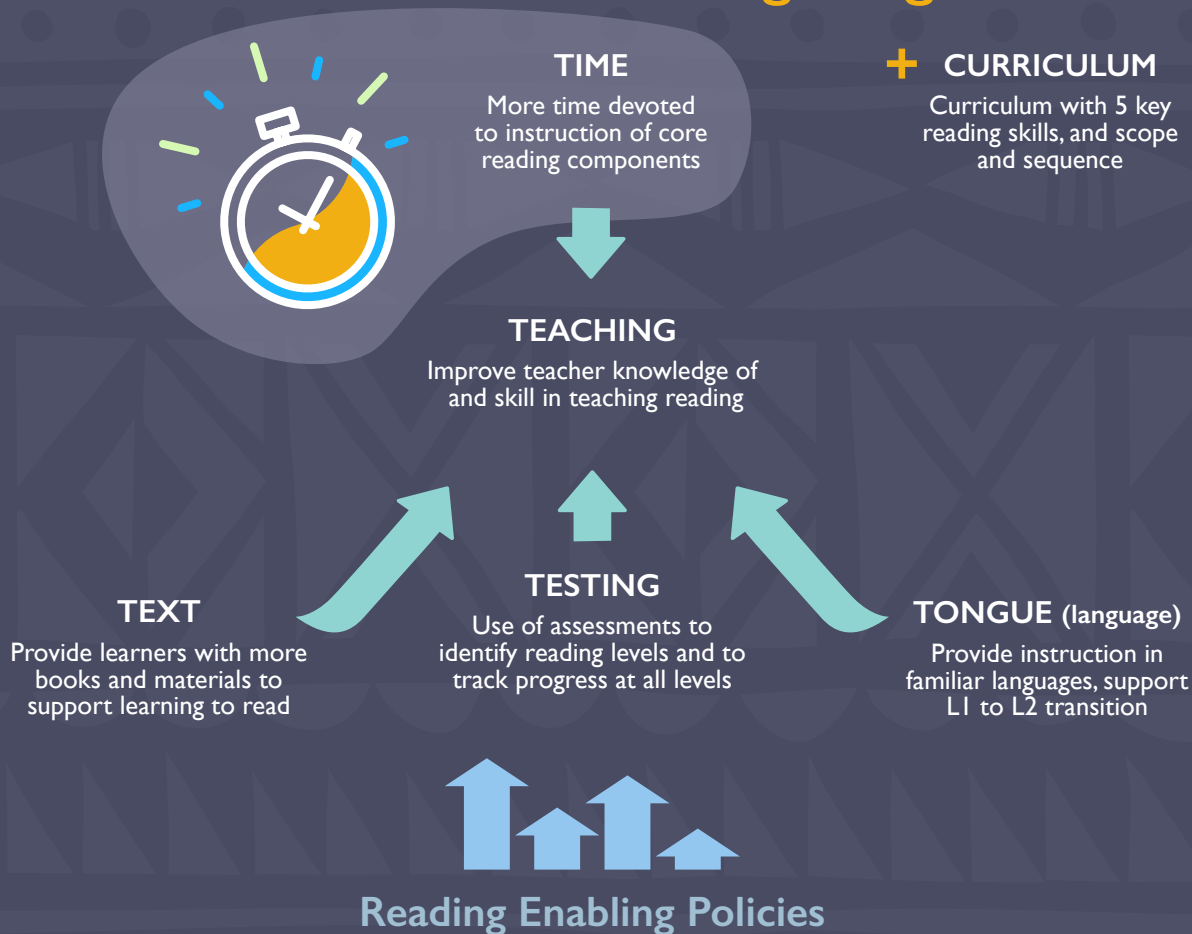 TIME
More time devoted
to instruction of core
reading components
+ CURRICULUM
Curriculum with 5 key
reading skills, and scope
and sequence
TEACHING
Improve teacher knowledge of
and skill in teaching reading
TEXT
Provide learners with more
books and materials to
support learning to read
TESTING
Use of assessments to
identify reading levels and to
track progress at all levels
TONGUE (language)
Provide instruction in
familiar languages, support
L1 to L2 transition
Reading Enabling Policies